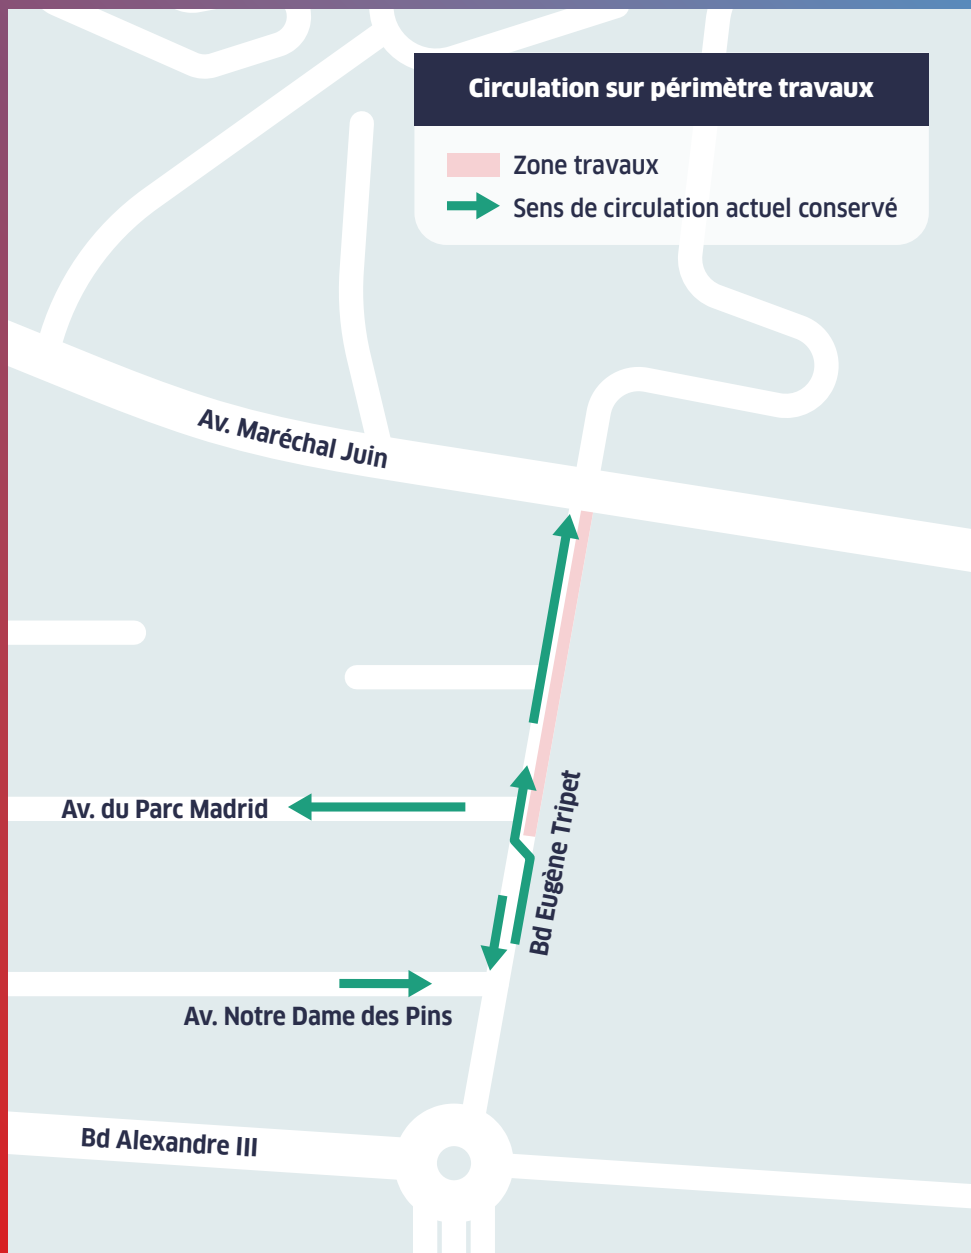 Circulation sur périmètre travaux
Zone travaux
Sens de circulation actuel conservé
Av. Maréchal Juin
Bd Eugène Tripet
Av. du Parc Madrid
Av. Notre Dame des Pins
Bd Alexandre III